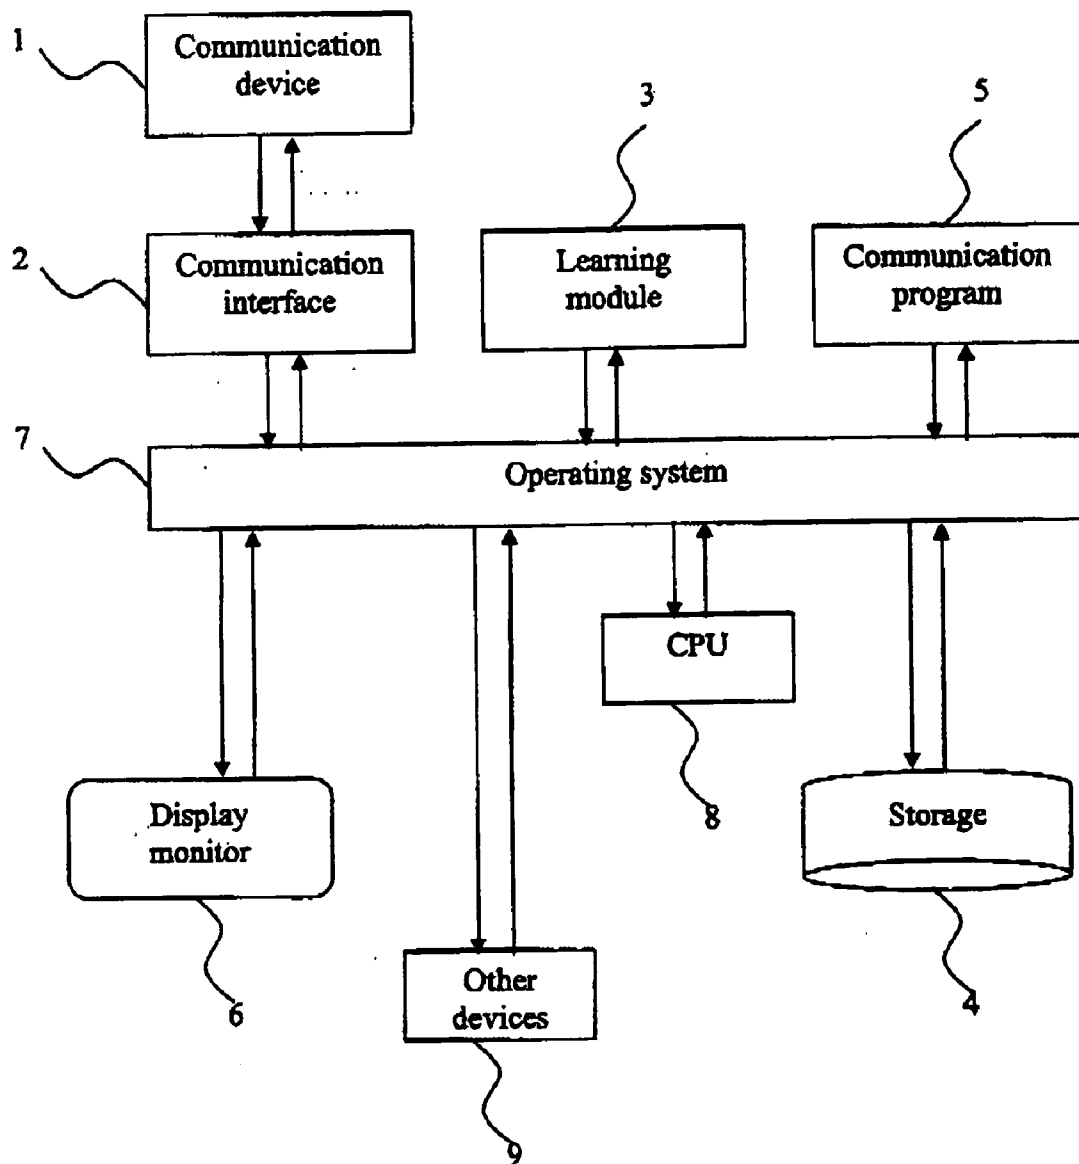 1
Communication
device
3
5
2
Communication
interface
Learning
module
Communication
program
7
Operating system
CPU
Display
monitor
8
Storage
6
Other
devices
4
9